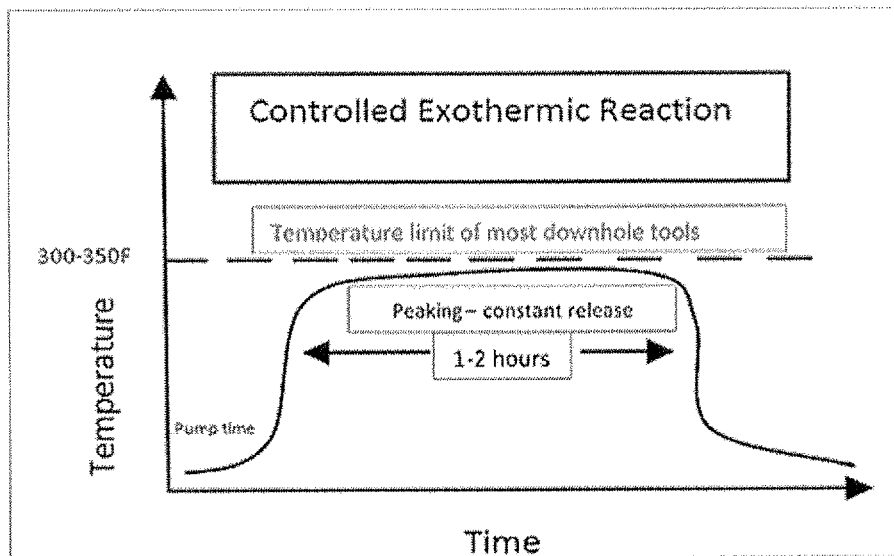 Controlled Exothermic Reaction
Temperature limit of most downhole tools
300-350F
Peaking – constant release
1-2 hours
Pump time
Temperature
Time